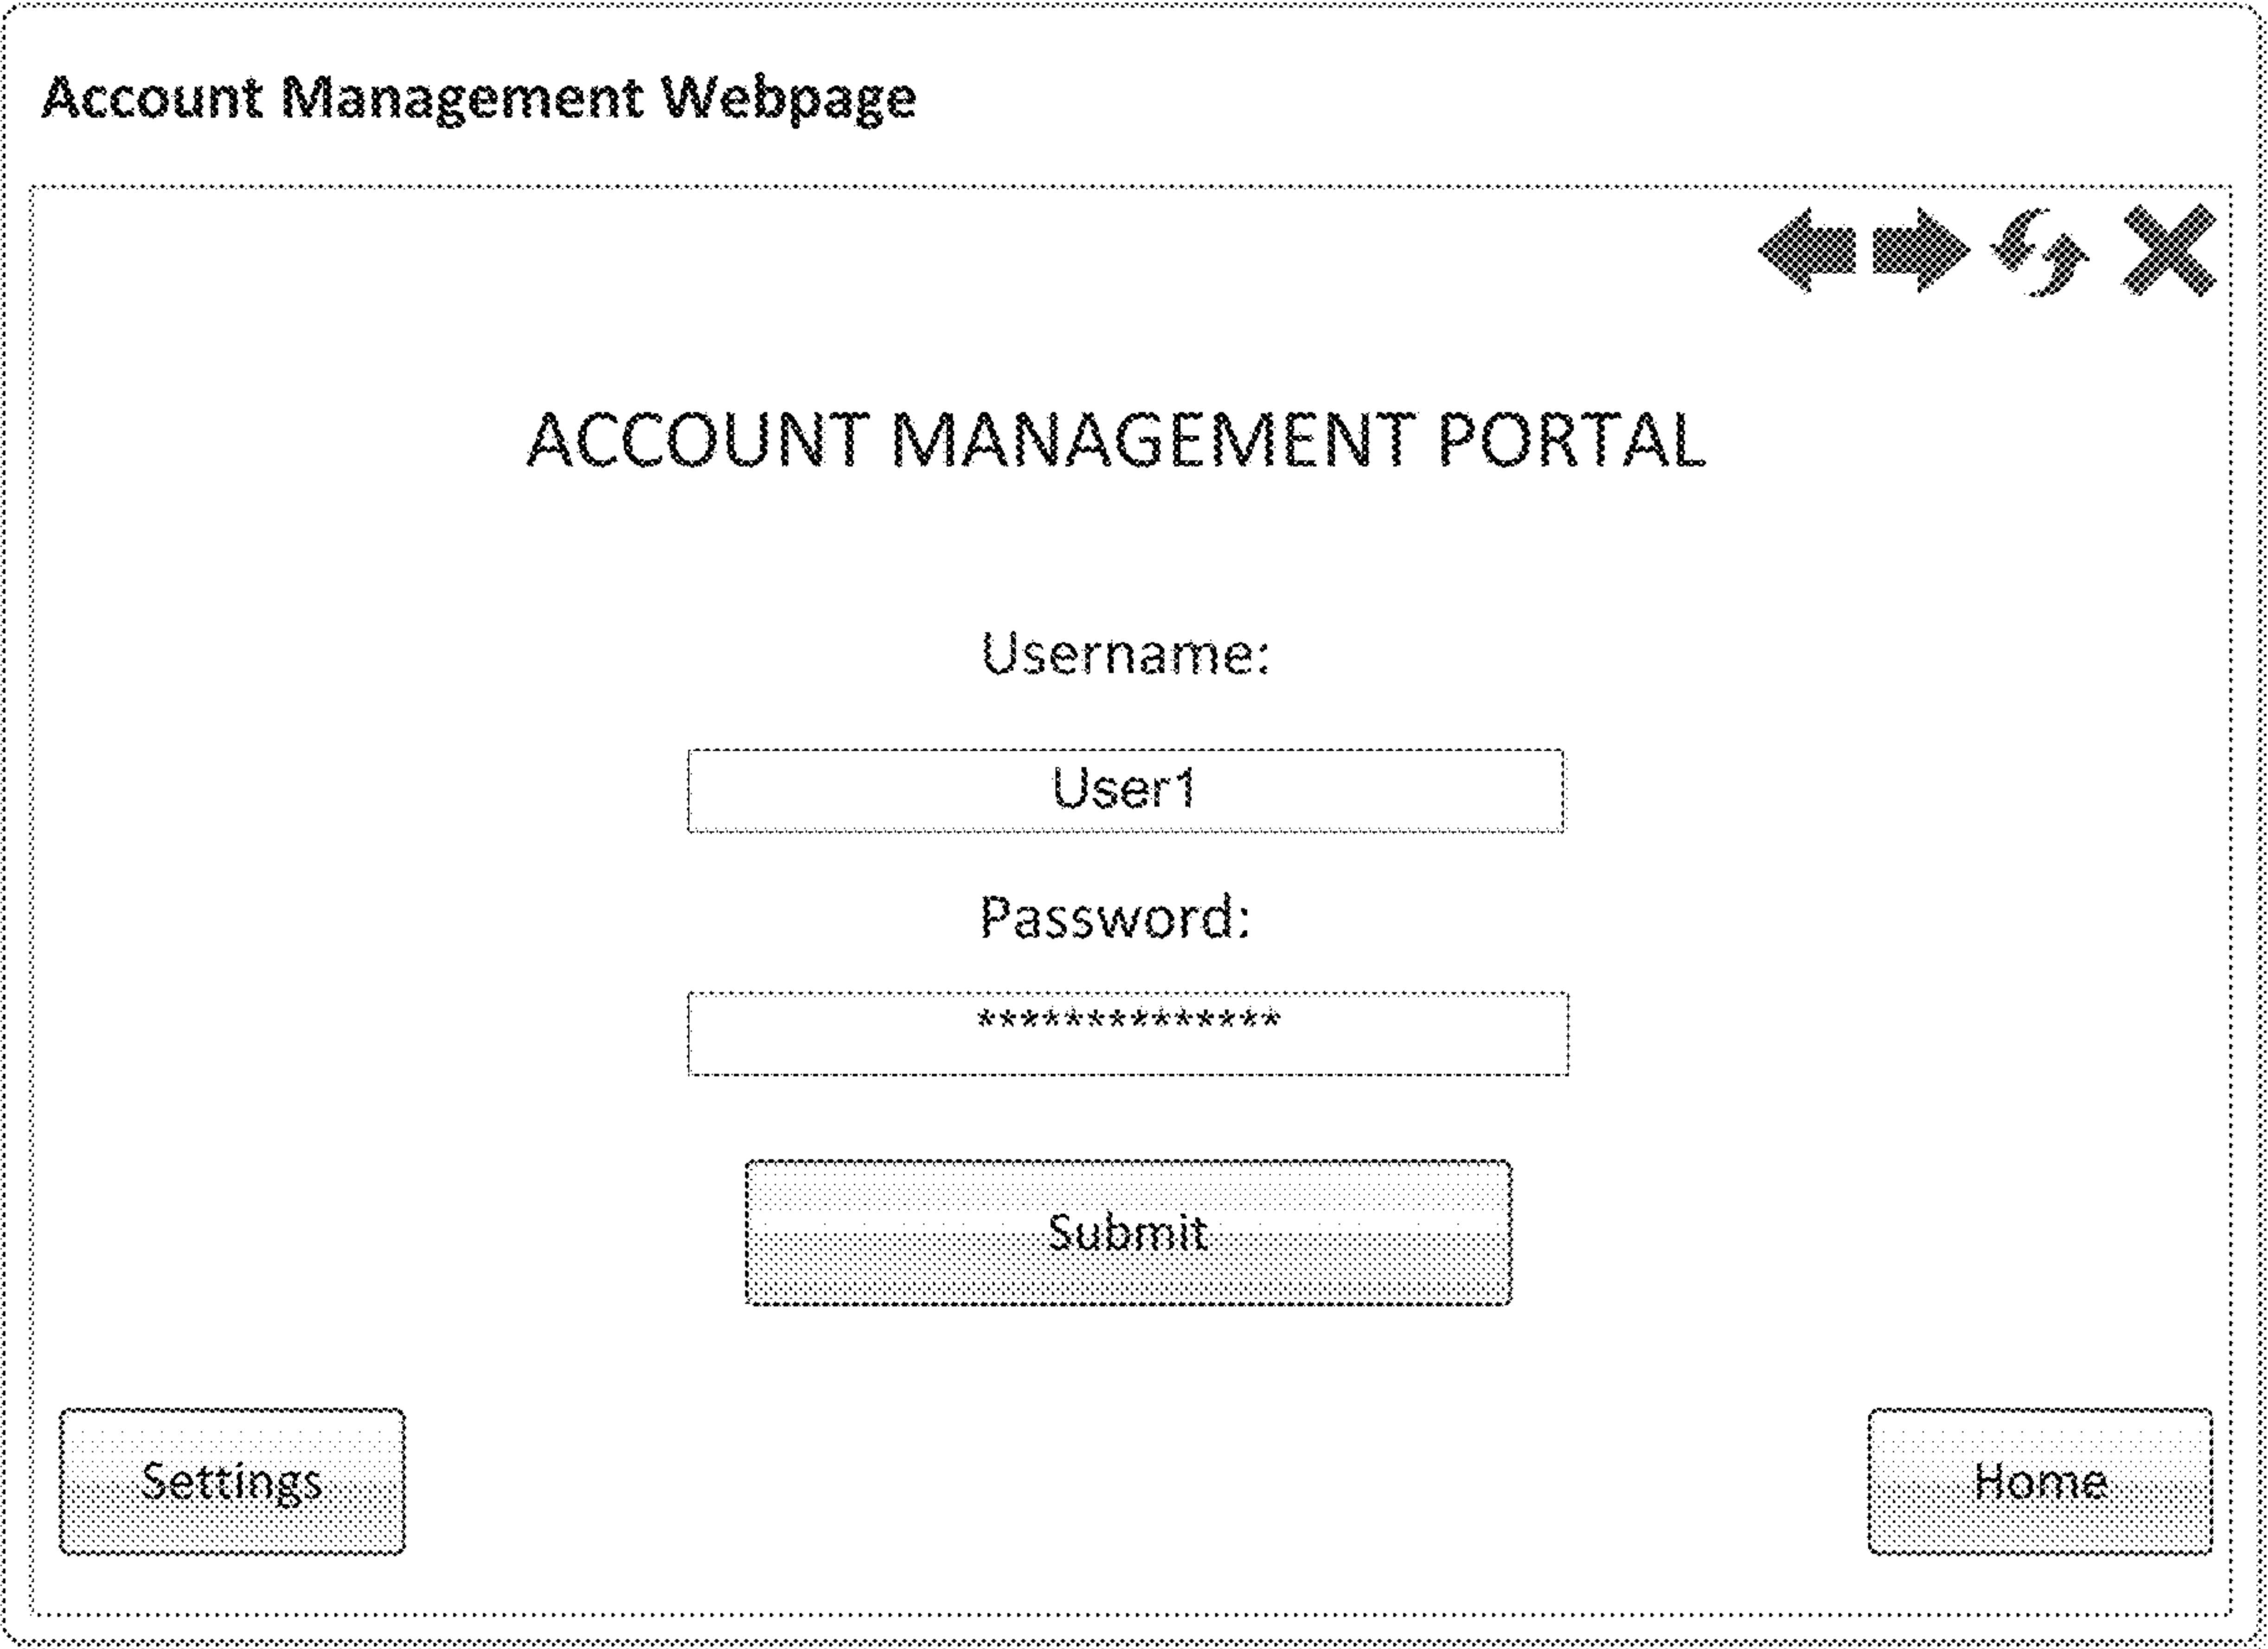 Account Management Webpage
ACCOUNT MANAGEMENT PORTAL
Username:
User1
Password:
**************
Submit
Settings
Home